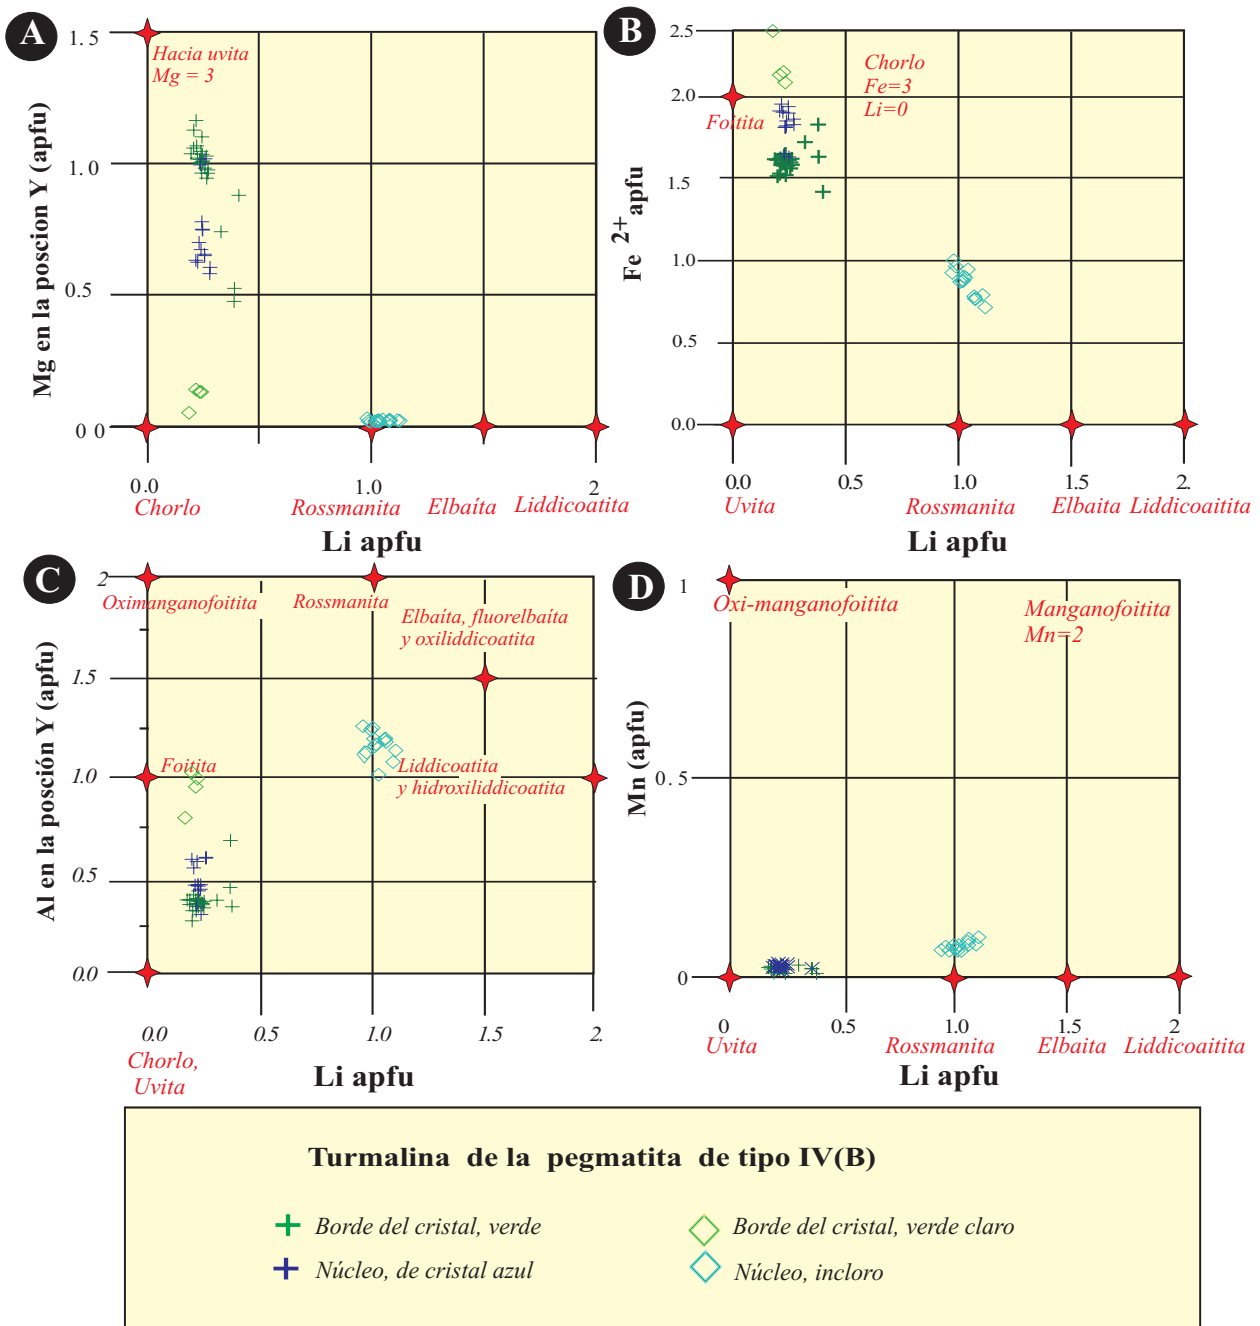 A
1.5
1.0
0.5
0 0
Mg en la poscion Y (apfu)
Hacia uvita
Mg = 3
0.0
1.0
2.
Chorlo
Rossmanita
Elbaíta
Liddicoatita
Li apfu
B
2.5
2.0
1.5
1.0
0.5
0.0
Fe 2+ apfu
Foitita
Chorlo
Fe=3
Li=0
0.0
0.5
1.0
1.5
2.
Uvita
Rossmanita
Elbaita
Liddicoaitita
Li apfu
C
2
1.5
1.0
0.5
0.0
Al en la posción Y (apfu)
Oximanganofoitita
Rossmanita
Elbaíta, fluorelbaíta
y oxiliddicoatita
Foitita
Liddicoatita
y hidroxiliddicoatita
0.0
0.5
1.0
1.5
2.
Chorlo,
Uvita
Li apfu
D
1
0.5
0
Mn (apfu)
Oxi-manganofoitita
Manganofoitita
Mn=2
0
0.5
1.0
1.5
2
Uvita
Rossmanita
Elbaita
Liddicoaitita
Li apfu
Turmalina de la pegmatita de tipo IV(B)
Borde del cristal, verde
Borde del cristal, verde claro
Núcleo, de cristal azul
Núcleo, incloro